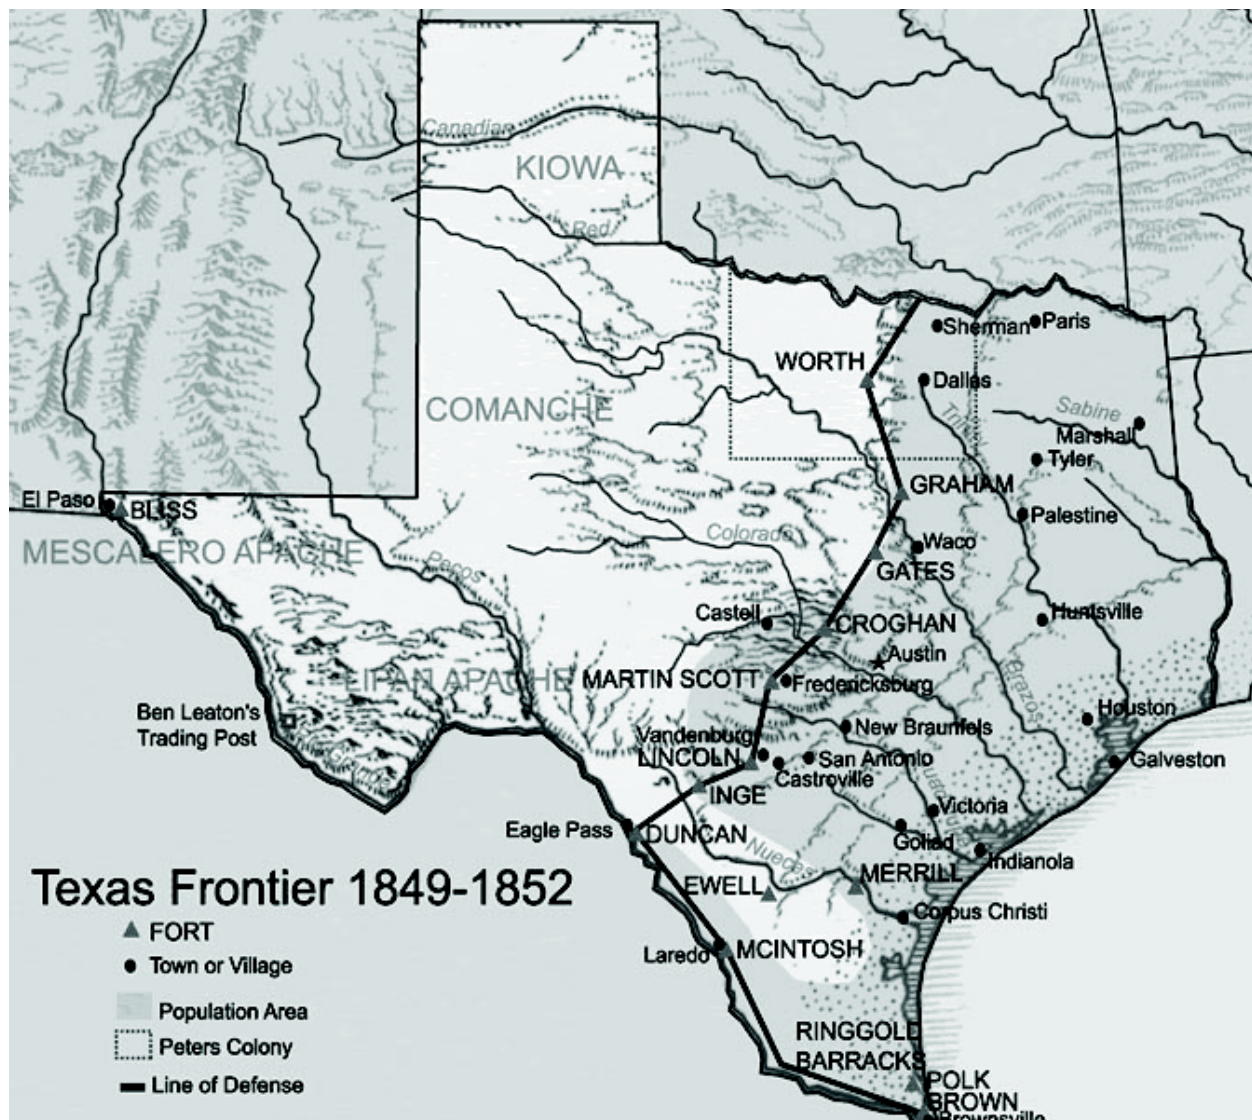 Canadian
KIOWA
Red
Sherman
Paris
WORTH
Dallas
COMANCHE
Trinity
Sabine
Marshall
Tyler
GRAHAM
El Paso
BLISS
Palestine
MESCALERO APACHE
Colorado
Waco
Pecos
GATES
Castell
CROGHAN
Huntsville
Austin
LIPAN APACHE
MARTIN SCOTT
Fredericksburg
Brazos
Ben Leaton's
Trading Post
Houston
New Braunfels
Vandenburg
LINCOLN
San Antonio
Castroville
Galveston
INGE
Victoria
Eagle Pass
DUNCAN
Goliad
Nueces
Indianola
EWELL
MERRILL
Corpus Christi
Laredo
MCINTOSH
RINGGOLD
BARRACKS
POLK
BROWN
Brownsville
Texas Frontier 1849-1852
FORT
Town or Village
Population Area
Peters Colony
Line of Defense